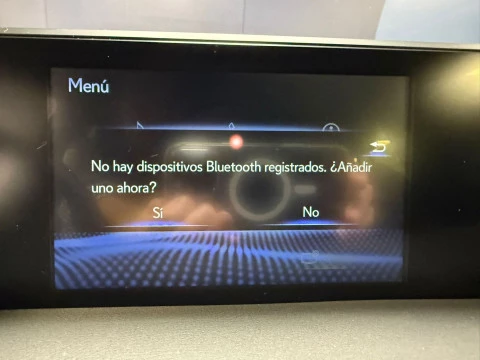 Menú
No hay dispositivos Bluetooth registrados. ¿Añadir
uno ahora?
Sí
No